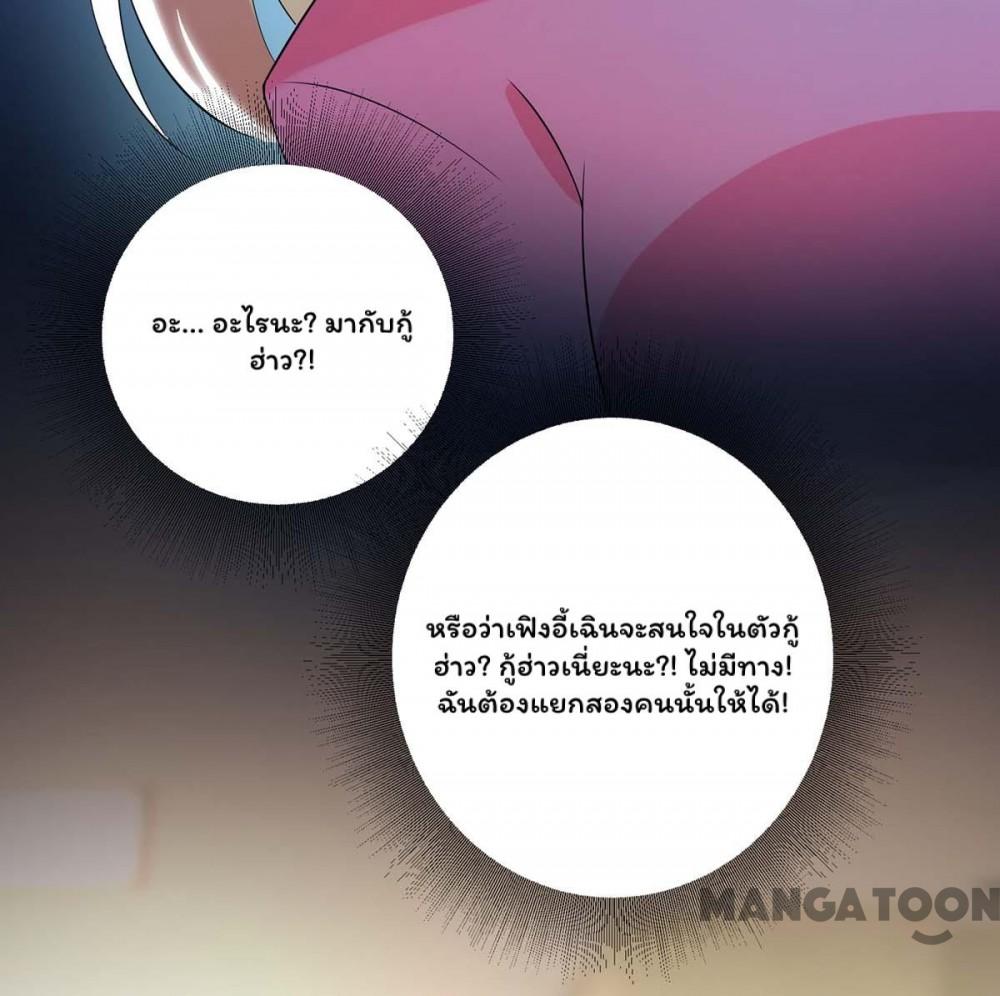 อะ... อะไรนะ? มากับกู้
ฮ่าว?!
หรือว่าเฟิงอี้เฉินจะสนใจในตัวกู้
ฮ่าว? กู้ฮ่าวเนี่ยะนะ?! ไม่มีทาง!
ฉันต้องแยกสองคนนั้นให้ได้!
MANGATOON